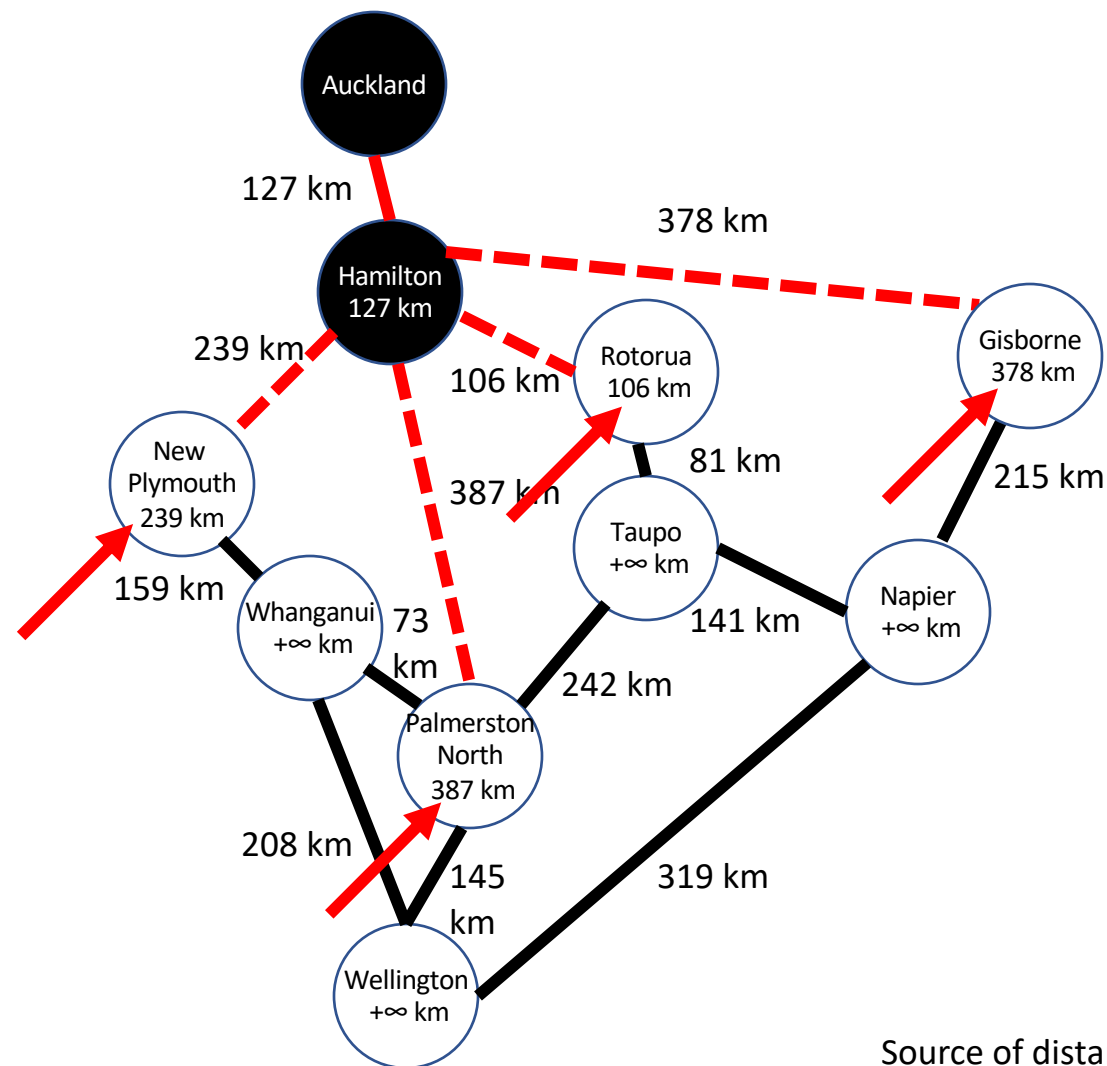 Auckland
127 km
378 km
Hamilton
127 km
239 km
106 km
Rotorua
106 km
Gisborne
378 km
New
Plymouth
239 km
387 km
81 km
215 km
Taupo
+∞ km
159 km
Whanganui
+∞ km
73
km
141 km
Napier
+∞ km
242 km
Palmerston
North
387 km
208 km
145
km
319 km
Wellington
+∞ km
Source of dista